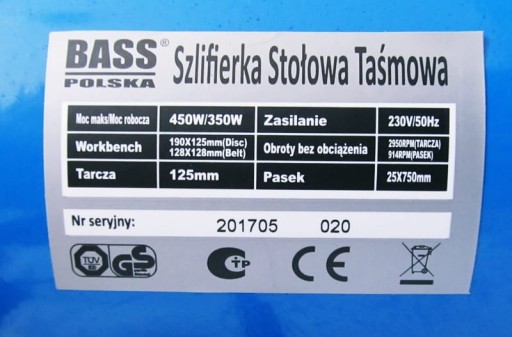 BASS®
POLSKA
Szlifierka Stołowa Taśmowa
Moc maks/Moc robocza 450W/350W Zasilanie 230V/50Hz
Workbench 190X125mm(Disc) 128X128mm(Belt) Obroty bez obciążenia 2950RPM(TARCZA) 914RPM(PASEK)
Tarcza 125mm Pasek 25X750mm
Nr seryjny: 201705 020
TÜV GS TP CE